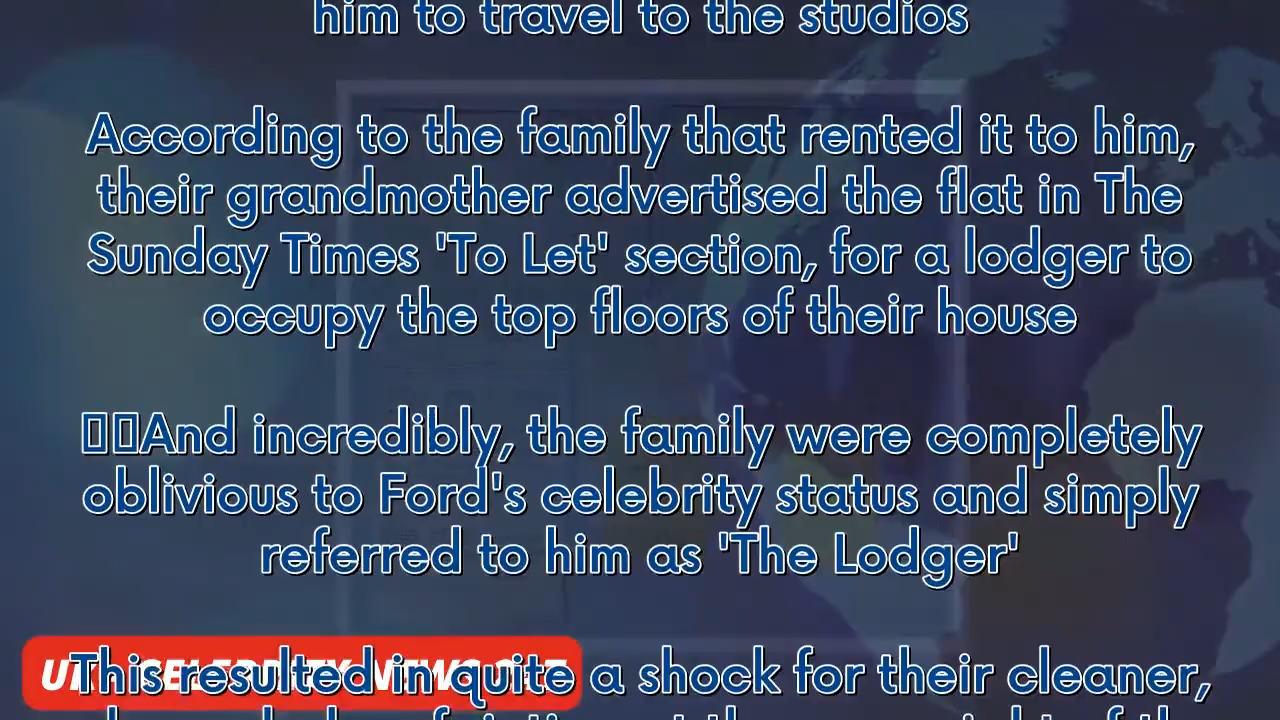 him to travel to the studios
According to the family that rented it to him,
their grandmother advertised the flat in The
Sunday Times 'To Let' section, for a lodger to
occupy the top floors of their house
And incredibly, the family were completely
oblivious to Ford's celebrity status and simply
referred to him as 'The Lodger'
This resulted in quite a shock for their cleaner,